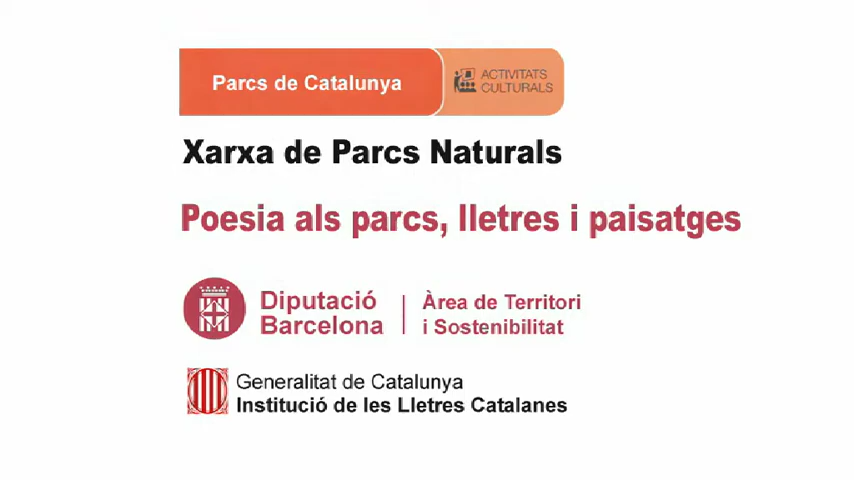 Parcs de Catalunya
ACTIVITATS
CULTURALS
Xarxa de Parcs Naturals
Poesia als parcs, lletres i paisatges
Diputació
Barcelona
Àrea de Territori
i Sostenibilitat
Generalitat de Catalunya
Institució de les Lletres Catalanes